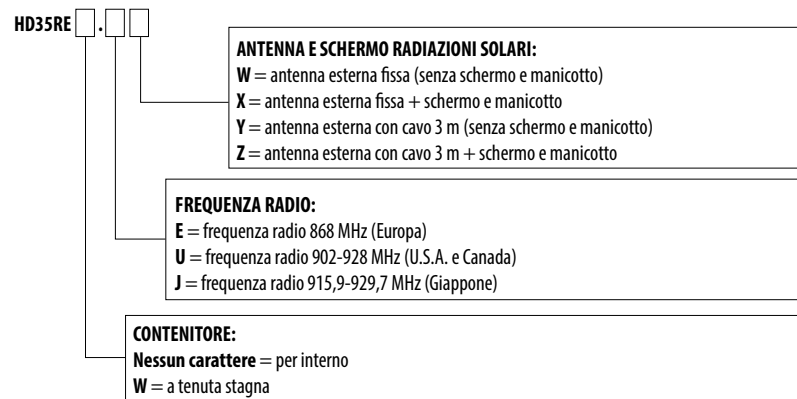 HD35RE .
ANTENNA E SCHERMO RADIAZIONI SOLARI:
W = antenna esterna fissa (senza schermo e manicotto)
X = antenna esterna fissa + schermo e manicotto
Y = antenna esterna con cavo 3 m (senza schermo e manicotto)
Z = antenna esterna con cavo 3 m + schermo e manicotto
FREQUENZA RADIO:
E = frequenza radio 868 MHz (Europa)
U = frequenza radio 902-928 MHz (U.S.A. e Canada)
J = frequenza radio 915,9-929,7 MHz (Giappone)
CONTENITORE:
Nessun carattere = per interno
W = a tenuta stagna